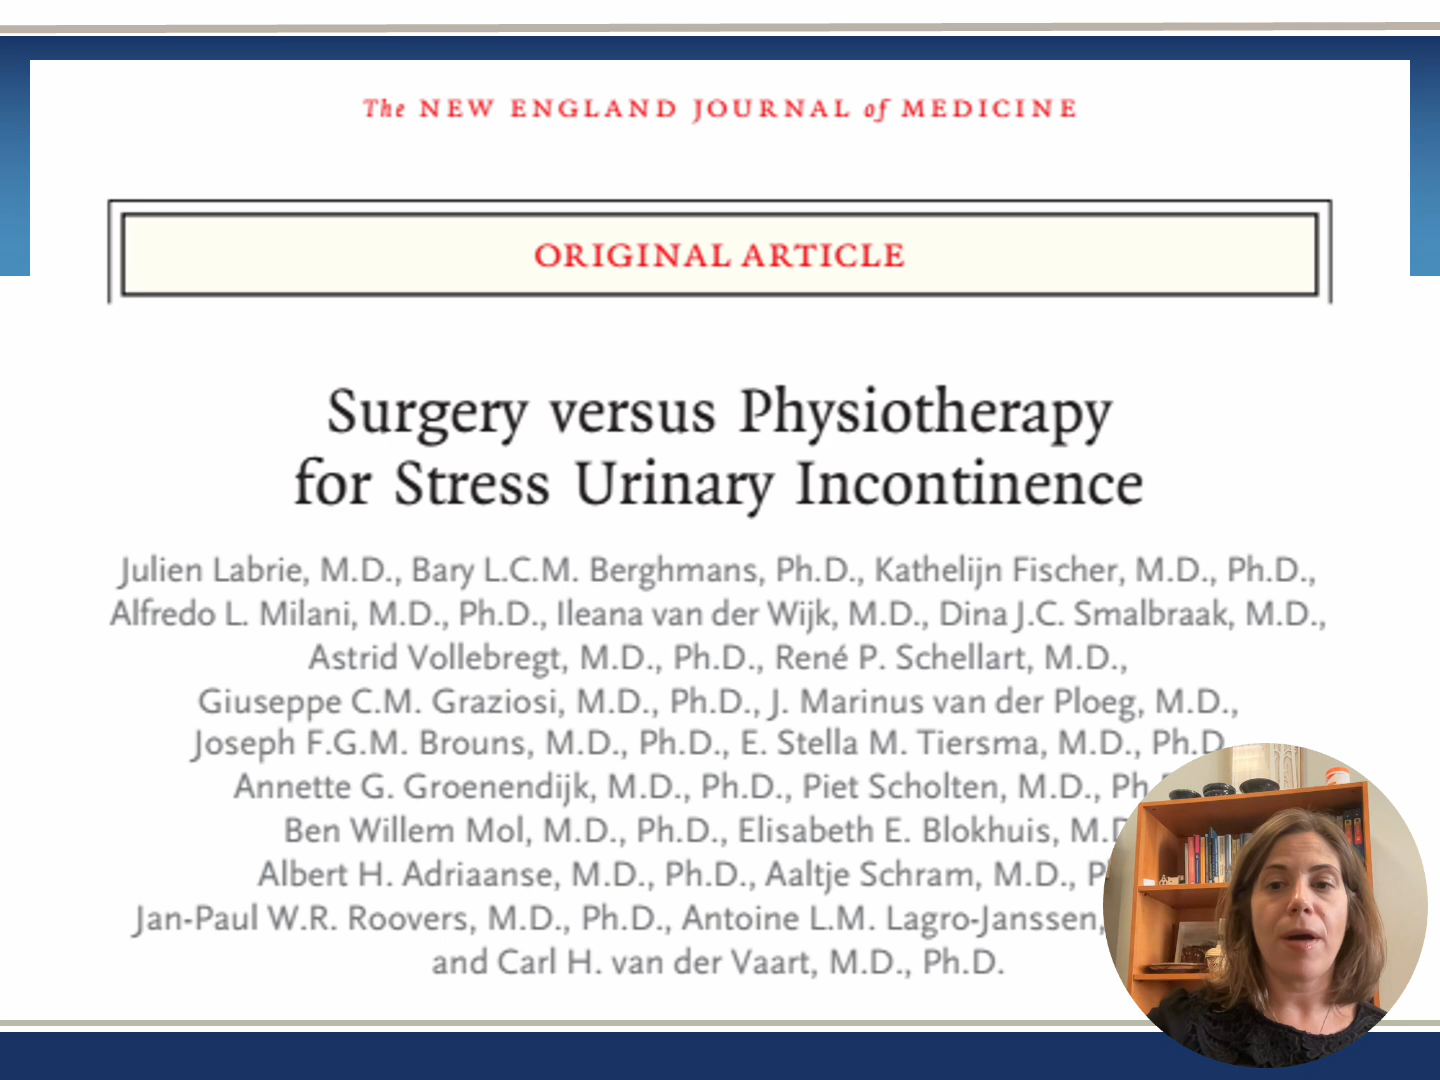 The NEW ENGLAND JOURNAL of MEDICINE
ORIGINAL ARTICLE
Surgery versus Physiotherapy
for Stress Urinary Incontinence
Julien Labrie, M.D., Bary L.C.M. Berghmans, Ph.D., Kathelijn Fischer, M.D., Ph.D.,
Alfredo L. Milani, M.D., Ph.D., Ileana van der Wijk, M.D., Dina J.C. Smalbraak, M.D.,
Astrid Vollebregt, M.D., Ph.D., René P. Schellart, M.D.,
Giuseppe C.M. Graziosi, M.D., Ph.D., J. Marinus van der Ploeg, M.D.,
Joseph F.G.M. Brouns, M.D., Ph.D., E. Stella M. Tiersma, M.D., Ph.D
Annette G. Groenendijk, M.D., Ph.D., Piet Scholten, M.D., Ph
Ben Willem Mol, M.D., Ph.D., Elisabeth E. Blokhuis, M.D
Albert H. Adriaanse, M.D., Ph.D., Aaltje Schram, M.D., P
Jan-Paul W.R. Roovers, M.D., Ph.D., Antoine L.M. Lagro-Janssen,
and Carl H. van der Vaart, M.D., Ph.D.